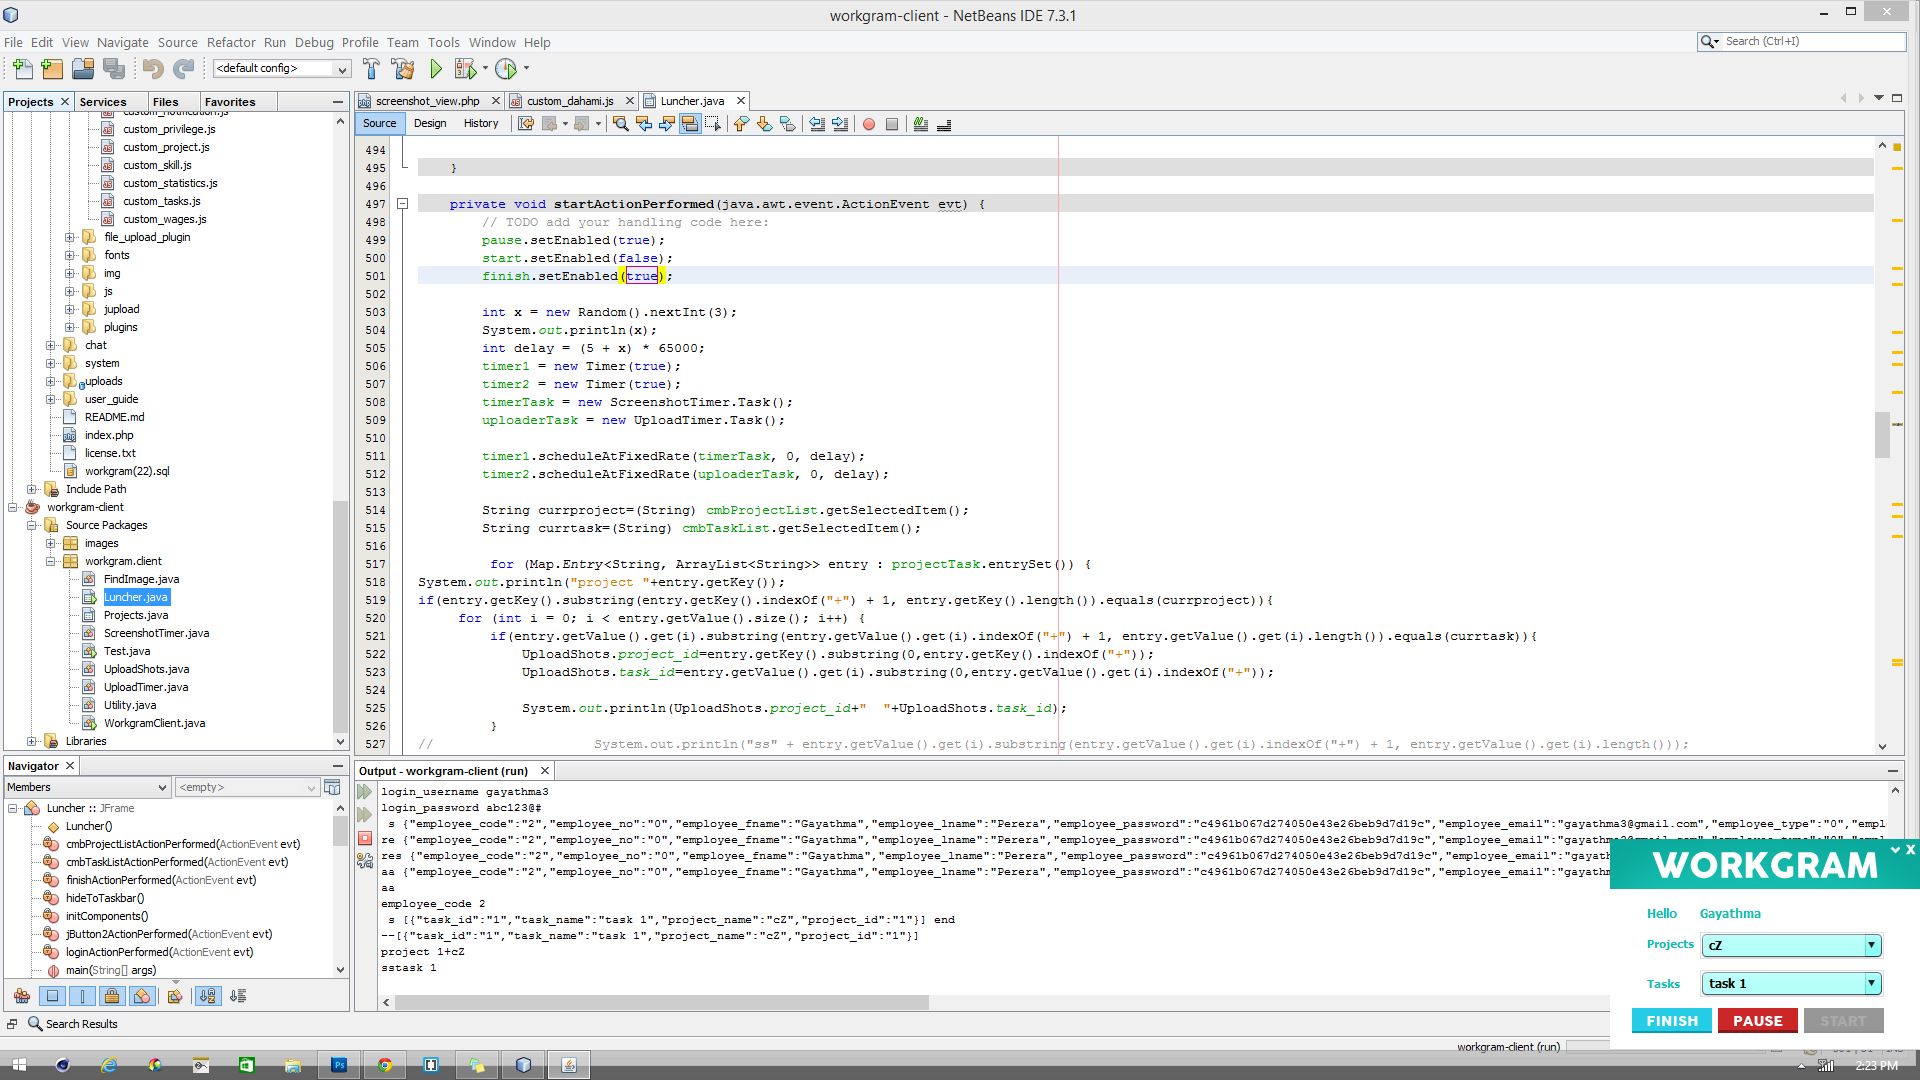 workgram-client - NetBeans IDE 7.3.1
File Edit View Navigate Source Refactor Run Debug Profile Team Tools Window Help
Search (Ctrl+I)
<default config>
Projects Services Files Favorites
screenshot_view.php custom_dahami.js Luncher.java
Source Design History
custom_notification.js
custom_privilege.js
custom_project.js
custom_skill.js
custom_statistics.js
custom_tasks.js
custom_wages.js
file_upload_plugin
fonts
img
js
jupload
plugins
chat
system
uploads
user_guide
README.md
index.php
license.txt
workgram(22).sql
Include Path
workgram-client
Source Packages
images
workgram.client
FindImage.java
Luncher.java
Projects.java
ScreenshotTimer.java
Test.java
UploadShots.java
UploadTimer.java
Utility.java
WorkgramClient.java
Libraries
494
495 }
496
497 private void startActionPerformed(java.awt.event.ActionEvent evt) {
498 // TODO add your handling code here:
499 pause.setEnabled(true);
500 start.setEnabled(false);
501 finish.setEnabled(true);
502
503 int x = new Random().nextInt(3);
504 System.out.println(x);
505 int delay = (5 + x) * 65000;
506 timer1 = new Timer(true);
507 timer2 = new Timer(true);
508 timerTask = new ScreenshotTimer.Task();
509 uploaderTask = new UploadTimer.Task();
510
511 timer1.scheduleAtFixedRate(timerTask, 0, delay);
512 timer2.scheduleAtFixedRate(uploaderTask, 0, delay);
513
514 String currproject=(String) cmbProjectList.getSelectedItem();
515 String currtask=(String) cmbTaskList.getSelectedItem();
516
517 for (Map.Entry<String, ArrayList<String>> entry : projectTask.entrySet()) {
518 System.out.println("project "+entry.getKey());
519 if(entry.getKey().substring(entry.getKey().indexOf("+") + 1, entry.getKey().length()).equals(currproject)){
520 for (int i = 0; i < entry.getValue().size(); i++) {
521 if(entry.getValue().get(i).substring(entry.getValue().get(i).indexOf("+") + 1, entry.getValue().get(i).length()).equals(currtask)){
522 UploadShots.project_id=entry.getKey().substring(0,entry.getKey().indexOf("+"));
523 UploadShots.task_id=entry.getValue().get(i).substring(0,entry.getValue().get(i).indexOf("+"));
524
525 System.out.println(UploadShots.project_id+"  "+UploadShots.task_id);
526 }
527 // System.out.println("ss" + entry.getValue().get(i).substring(entry.getValue().get(i).indexOf("+") + 1, entry.getValue().get(i).length()));
Navigator
Members <empty>
Luncher :: JFrame
Luncher()
cmbProjectListActionPerformed(ActionEvent evt)
cmbTaskListActionPerformed(ActionEvent evt)
finishActionPerformed(ActionEvent evt)
hideToTaskbar()
initComponents()
jButton2ActionPerformed(ActionEvent evt)
loginActionPerformed(ActionEvent evt)
main(String[] args)
Output - workgram-client (run)
login_username gayathma3
login_password abc123@#
s {"employee_code":"2","employee_no":"0","employee_fname":"Gayathma","employee_lname":"Perera","employee_password":"c4961b067d274050e43e26beb9d7d19c","employee_email":"gayathma3@gmail.com","employee_type":"0","empl
re {"employee_code":"2","employee_no":"0","employee_fname":"Gayathma","employee_lname":"Perera","employee_password":"c4961b067d274050e43e26beb9d7d19c","employee_email":"gayathma3@gmail.com","employee_type":"0","emp
res {"employee_code":"2","employee_no":"0","employee_fname":"Gayathma","employee_lname":"Perera","employee_password":"c4961b067d274050e43e26beb9d7d19c","employee_email":"gayat
aa {"employee_code":"2","employee_no":"0","employee_fname":"Gayathma","employee_lname":"Perera","employee_password":"c4961b067d274050e43e26beb9d7d19c","employee_email":"gayath
aa
employee_code 2
s [{"task_id":"1","task_name":"task 1","project_name":"cZ","project_id":"1"}] end
--[{"task_id":"1","task_name":"task 1","project_name":"cZ","project_id":"1"}]
project 1+cZ
sstask 1
WORKGRAM
X
Hello Gayathma
Projects cZ
Tasks task 1
FINISH PAUSE START
Search Results
workgram-client (run)
2:23 PM